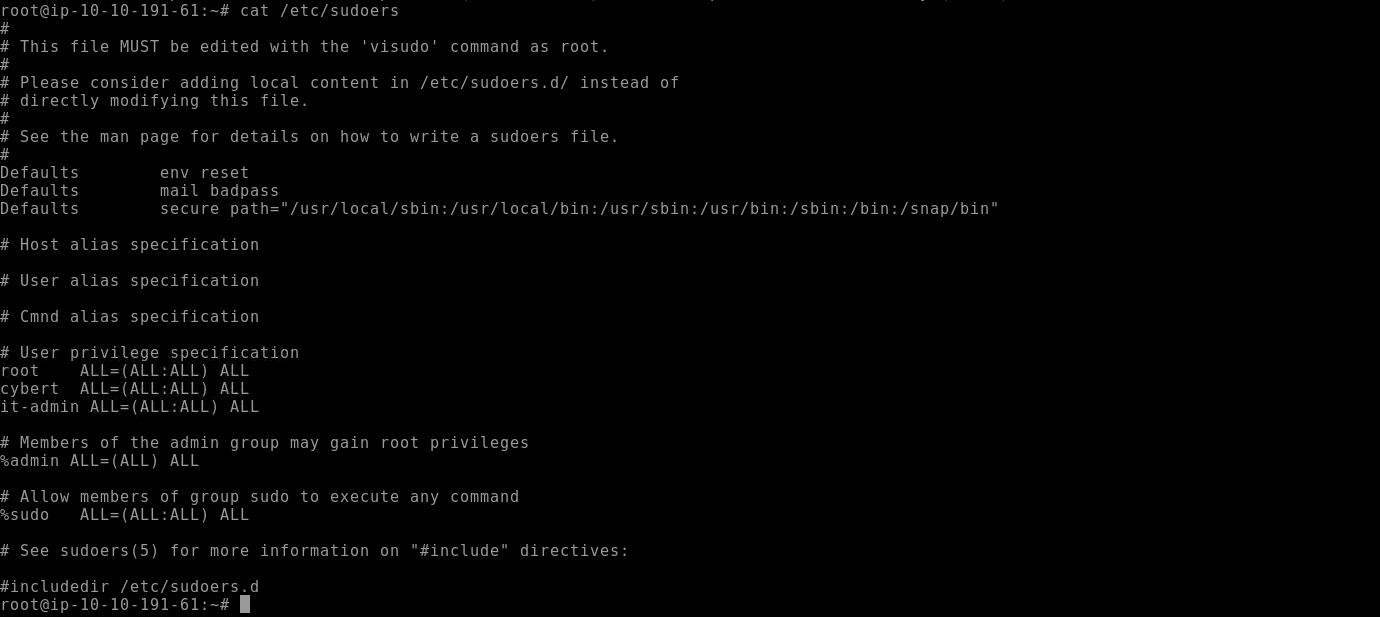 root@ip-10-10-191-61:~# cat /etc/sudoers
#
# This file MUST be edited with the 'visudo' command as root.
#
# Please consider adding local content in /etc/sudoers.d/ instead of
# directly modifying this file.
#
# See the man page for details on how to write a sudoers file.
#
Defaults        env reset
Defaults        mail badpass
Defaults        secure path="/usr/local/sbin:/usr/local/bin:/usr/sbin:/usr/bin:/sbin:/bin:/snap/bin"

# Host alias specification

# User alias specification

# Cmnd alias specification

# User privilege specification
root    ALL=(ALL:ALL) ALL
cybert  ALL=(ALL:ALL) ALL
it-admin ALL=(ALL:ALL) ALL

# Members of the admin group may gain root privileges
%admin ALL=(ALL) ALL

# Allow members of group sudo to execute any command
%sudo   ALL=(ALL:ALL) ALL

# See sudoers(5) for more information on "#include" directives:

#includedir /etc/sudoers.d
root@ip-10-10-191-61:~#